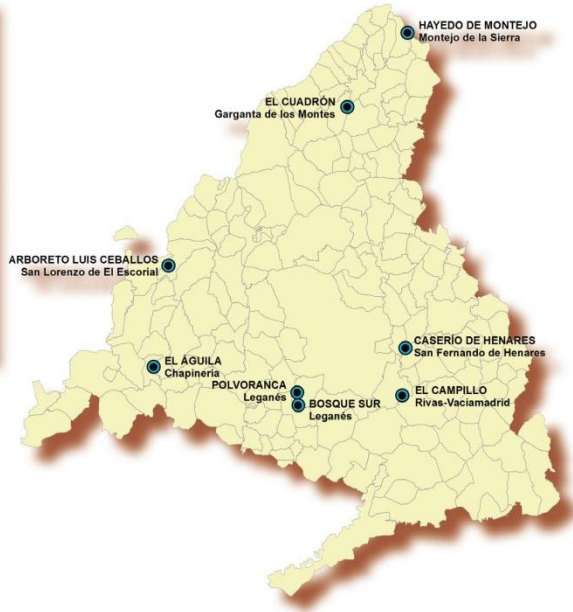 HAYEDO DE MONTEJO
Montejo de la Sierra
EL CUADRÓN
Garganta de los Montes
ARBORETO LUIS CEBALLOS
San Lorenzo de El Escorial
CASERÍO DE HENARES
San Fernando de Henares
EL ÁGUILA
Chapinería
POLVORANCA
Leganés
BOSQUE SUR
Leganés
EL CAMPILLO
Rivas-Vaciamadrid